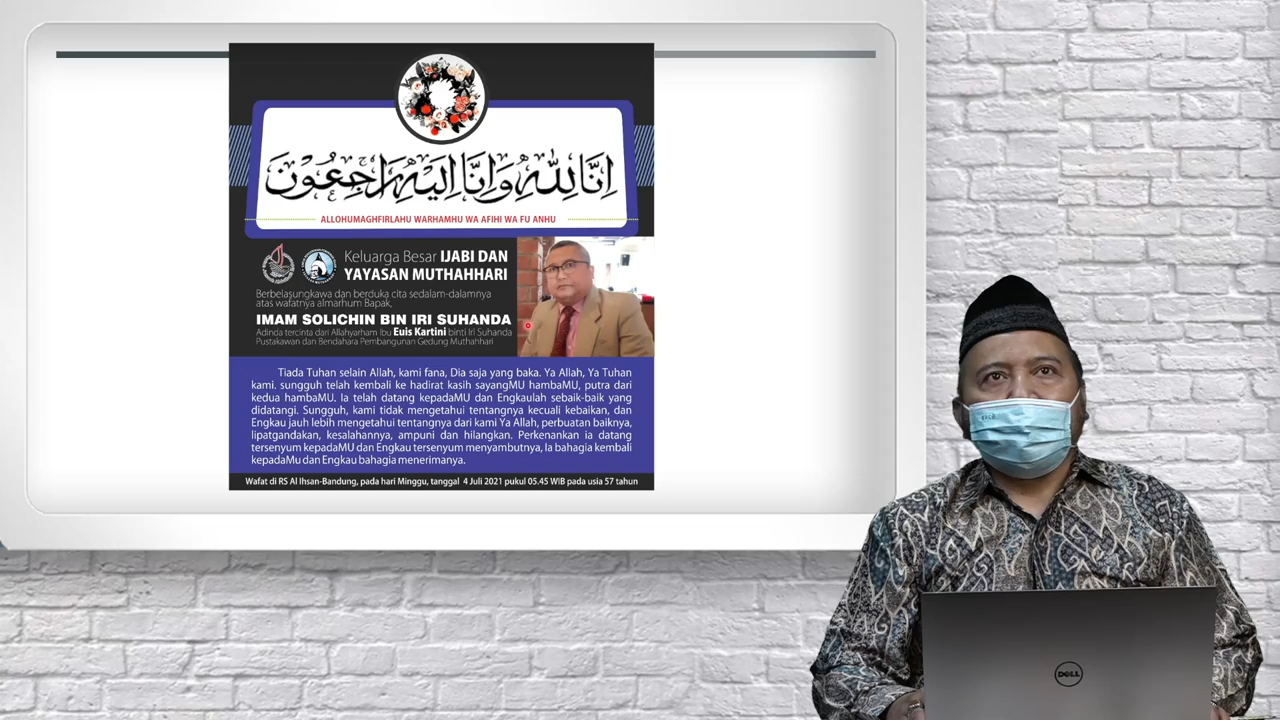 اِنَّا لِلّٰهِ وَاِنَّا اِلَيْهِ رَاجِعُوْنَ
ALLOHUMAGHFIRLAHU WARHAMHU WA AFIHI WA FU ANHU
Keluarga Besar IJABI DAN
YAYASAN MUTHAHHARI
Berbelasungkawa dan berduka cita sedalam-dalamnya
atas wafatnya almarhum Bapak,
IMAM SOLICHIN BIN IRI SUHANDA
Adinda tercinta dari Allahyarham Ibu Euis Kartini binti Iri Suhanda
Pustakawan dan Bendahara Pembangunan Gedung Muthahhari
Tiada Tuhan selain Allah, kami fana, Dia saja yang baka. Ya Allah, Ya Tuhan
kami. sungguh telah kembali ke hadirat kasih sayangMU hambaMU, putra dari
kedua hambaMU. Ia telah datang kepadaMU dan Engkaulah sebaik-baik yang
didatangi. Sungguh, kami tidak mengetahui tentangnya kecuali kebaikan, dan
Engkau jauh lebih mengetahui tentangnya dari kami Ya Allah, perbuatan baiknya,
lipatgandakan, kesalahannya, ampuni dan hilangkan. Perkenankan ia datang
tersenyum kepadaMU dan Engkau tersenyum menyambutnya, Ia bahagia kembali
kepadaMu dan Engkau bahagia menerimanya.
Wafat di RS Al Ihsan-Bandung, pada hari Minggu, tanggal 4 Juli 2021 pukul 05.45 WIB pada usia 57 tahun
DELL